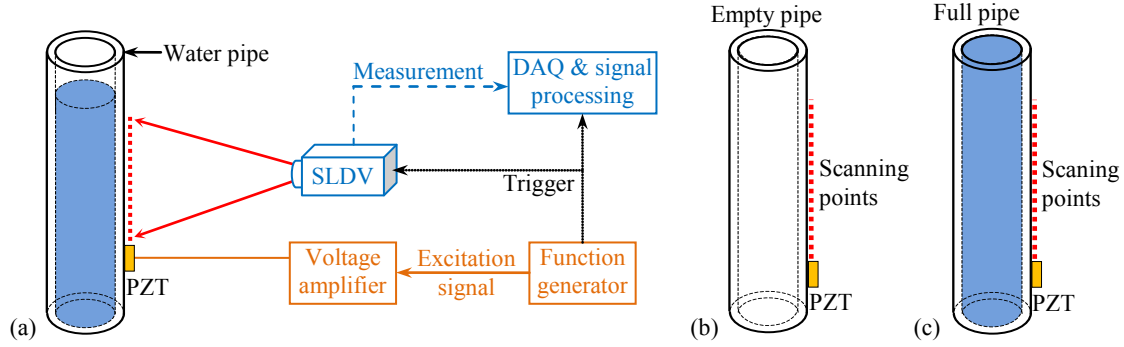 Water pipe
Measurement
DAQ & signal
processing
SLDV
Trigger
Voltage
amplifier
Excitation
signal
Function
generator
PZT
(a)
Empty pipe
Scanning
points
PZT
(b)
Full pipe
Scaning
points
PZT
(c)